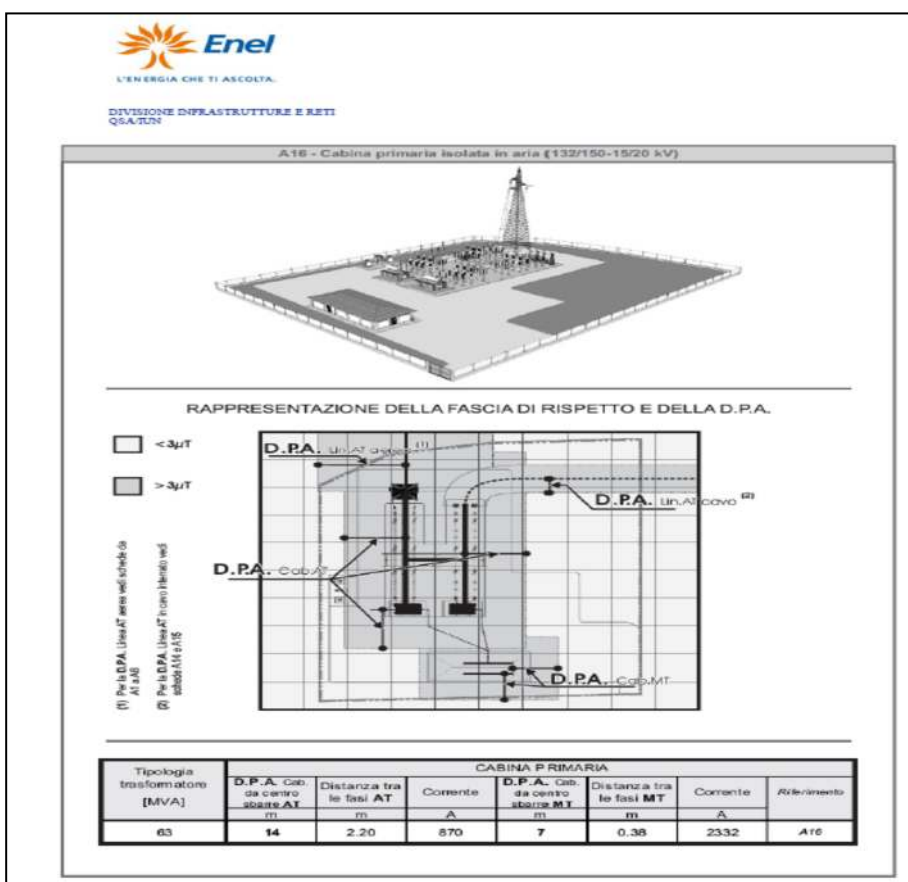 Enel
L'ENERGIA CHE TI ASCOLTA.
DIVISIONE INFRASTRUTTURE E RETI
QSA/IUN
A16 - Cabina primaria isolata in aria (132/150-15/20 kV)
RAPPRESENTAZIONE DELLA FASCIA DI RISPETTO E DELLA D.P.A.
< 3µT
> 3µT
D.P.A. Lin.AT aerea (1)
D.P.A. Lin.AT cavo (2)
D.P.A. Cab.AT
D.P.A. Cab.MT
(1) Per la D.P.A. Linea AT aerea vedi schede da
A1 a A8
(2) Per la D.P.A. Linea AT in cavo interrato vedi
schede A14 e A15
Tipologia
trasformatore
[MVA]
CABINA PRIMARIA
D.P.A. Cab.
da centro
sbarre AT
m
Distanza tra
le fasi AT
m
Corrente
A
D.P.A. Cab.
da centro
sbarre MT
m
Distanza tra
le fasi MT
m
Corrente
A
Riferimento
63 14 2.20 870 7 0.38 2332 A16